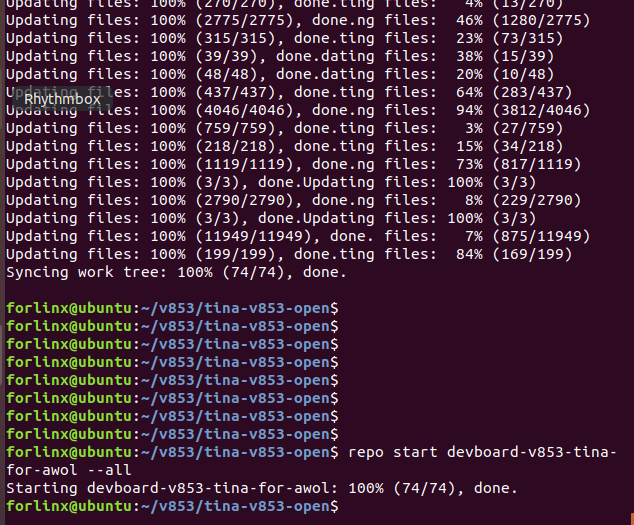 Updating files: 100% (270/270), done.ting files:   4% (13/270)
Updating files: 100% (2775/2775), done.ng files:  46% (1280/2775)
Updating files: 100% (315/315), done.ting files:  23% (73/315)
Updating files: 100% (39/39), done.dating files:  38% (15/39)
Updating files: 100% (48/48), done.dating files:  20% (10/48)
Updating files: 100% (437/437), done.ting files:  64% (283/437)
Rhythmbox
Updating files: 100% (4046/4046), done.ng files:  94% (3812/4046)
Updating files: 100% (759/759), done.ting files:   3% (27/759)
Updating files: 100% (218/218), done.ting files:  15% (34/218)
Updating files: 100% (1119/1119), done.ng files:  73% (817/1119)
Updating files: 100% (3/3), done.Updating files: 100% (3/3)
Updating files: 100% (2790/2790), done.ng files:   8% (229/2790)
Updating files: 100% (3/3), done.Updating files: 100% (3/3)
Updating files: 100% (11949/11949), done. files:   7% (875/11949)
Updating files: 100% (199/199), done.ting files:  84% (169/199)
Syncing work tree: 100% (74/74), done.
forlinx@ubuntu:~/v853/tina-v853-open$
forlinx@ubuntu:~/v853/tina-v853-open$
forlinx@ubuntu:~/v853/tina-v853-open$
forlinx@ubuntu:~/v853/tina-v853-open$
forlinx@ubuntu:~/v853/tina-v853-open$
forlinx@ubuntu:~/v853/tina-v853-open$
forlinx@ubuntu:~/v853/tina-v853-open$
forlinx@ubuntu:~/v853/tina-v853-open$
forlinx@ubuntu:~/v853/tina-v853-open$ repo start devboard-v853-tina-
for-awol --all
Starting devboard-v853-tina-for-awol: 100% (74/74), done.
forlinx@ubuntu:~/v853/tina-v853-open$